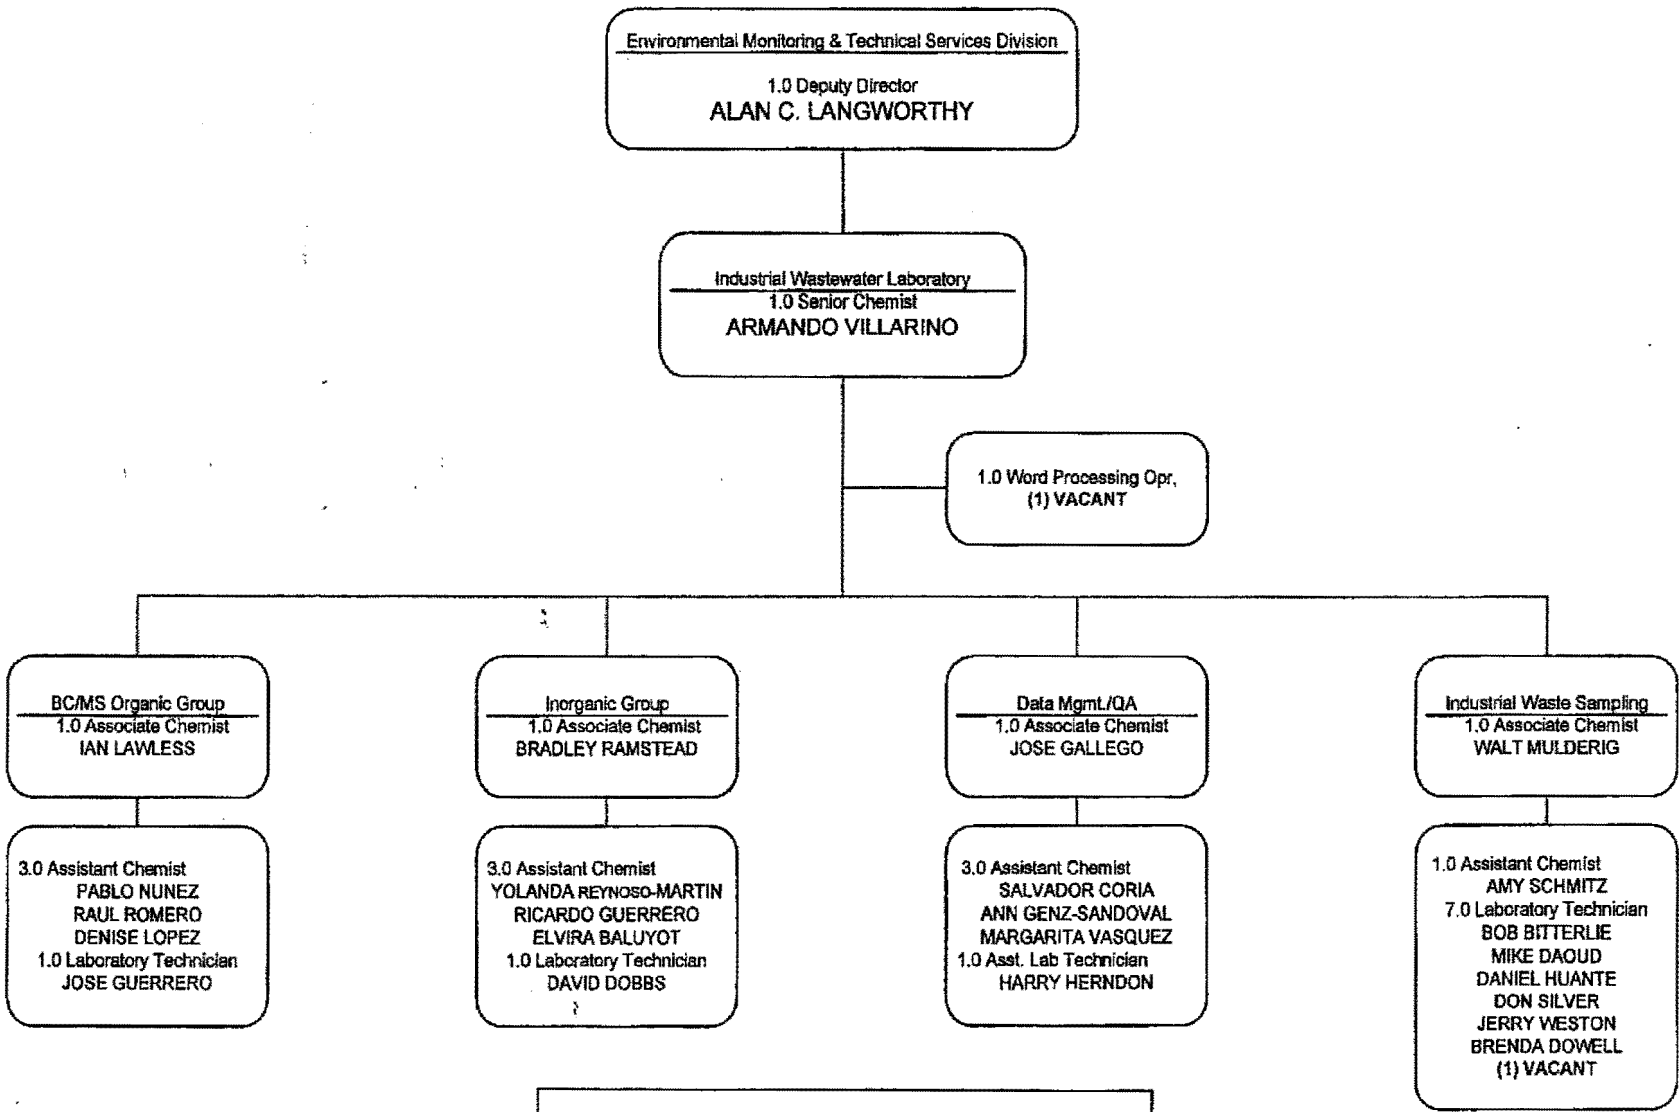 Environmental Monitoring & Technical Services Division
1.0 Deputy Director
ALAN C. LANGWORTHY
Industrial Wastewater Laboratory
1.0 Senior Chemist
ARMANDO VILLARINO
1.0 Word Processing Opr,
(1) VACANT
BC/MS Organic Group
1.0 Associate Chemist
IAN LAWLESS
Inorganic Group
1.0 Associate Chemist
BRADLEY RAMSTEAD
Data Mgmt./QA
1.0 Associate Chemist
JOSE GALLEGO
Industrial Waste Sampling
1.0 Associate Chemist
WALT MULDERIG
3.0 Assistant Chemist
PABLO NUNEZ
RAUL ROMERO
DENISE LOPEZ
1.0 Laboratory Technician
JOSE GUERRERO
3.0 Assistant Chemist
YOLANDA REYNOSO-MARTIN
RICARDO GUERRERO
ELVIRA BALUYOT
1.0 Laboratory Technician
DAVID DOBBS
3.0 Assistant Chemist
SALVADOR CORIA
ANN GENZ-SANDOVAL
MARGARITA VASQUEZ
1.0 Asst. Lab Technician
HARRY HERNDON
1.0 Assistant Chemist
AMY SCHMITZ
7.0 Laboratory Technician
BOB BITTERLIE
MIKE DAOUD
DANIEL HUANTE
DON SILVER
JERRY WESTON
BRENDA DOWELL
(1) VACANT